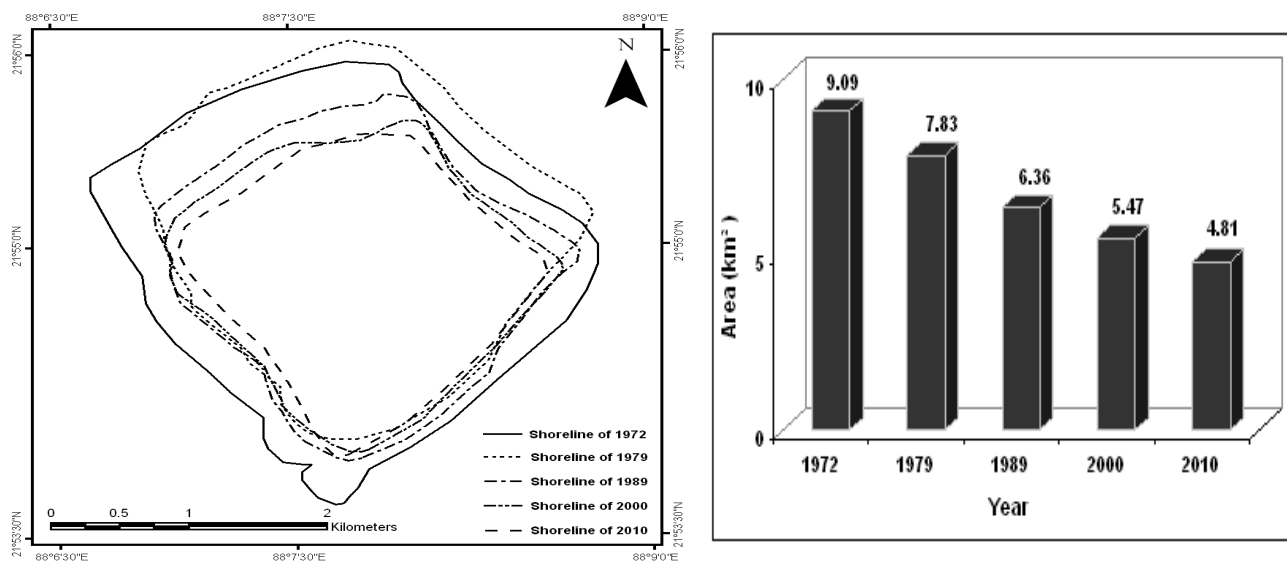 88°6'30"E 88°7'30"E 88°9'0"E
21°56'0"N 21°56'0"N
N
21°55'0"N 21°55'0"N
Shoreline of 1972
Shoreline of 1979
Shoreline of 1989
Shoreline of 2000
Shoreline of 2010
0 0.5 1 2
Kilometers
21°53'30"N 21°53'30"N
88°6'30"E 88°7'30"E 88°9'0"E
Area (km²)
10
5
0
9.09
7.83
6.36
5.47
4.81
1972 1979 1989 2000 2010
Year